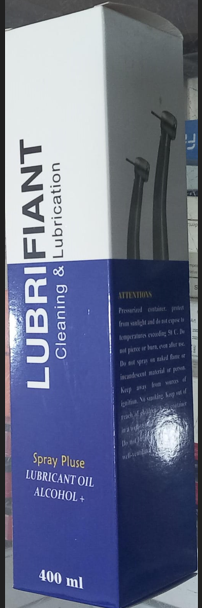 LUBRIFIANT
Cleaning & Lubrication
Spray Pluse
LUBRICANT OIL
ALCOHOL +
400 ml
ATTENTIONS
Pressurized container, protect
from sunlight and do not expose to
temperatures exceeding 50 C. Do
not pierce or burn, even after use.
Do not spray on naked flame or
incandescent material or person.
Keep away from sources of
ignition. No smoking. Keep out of